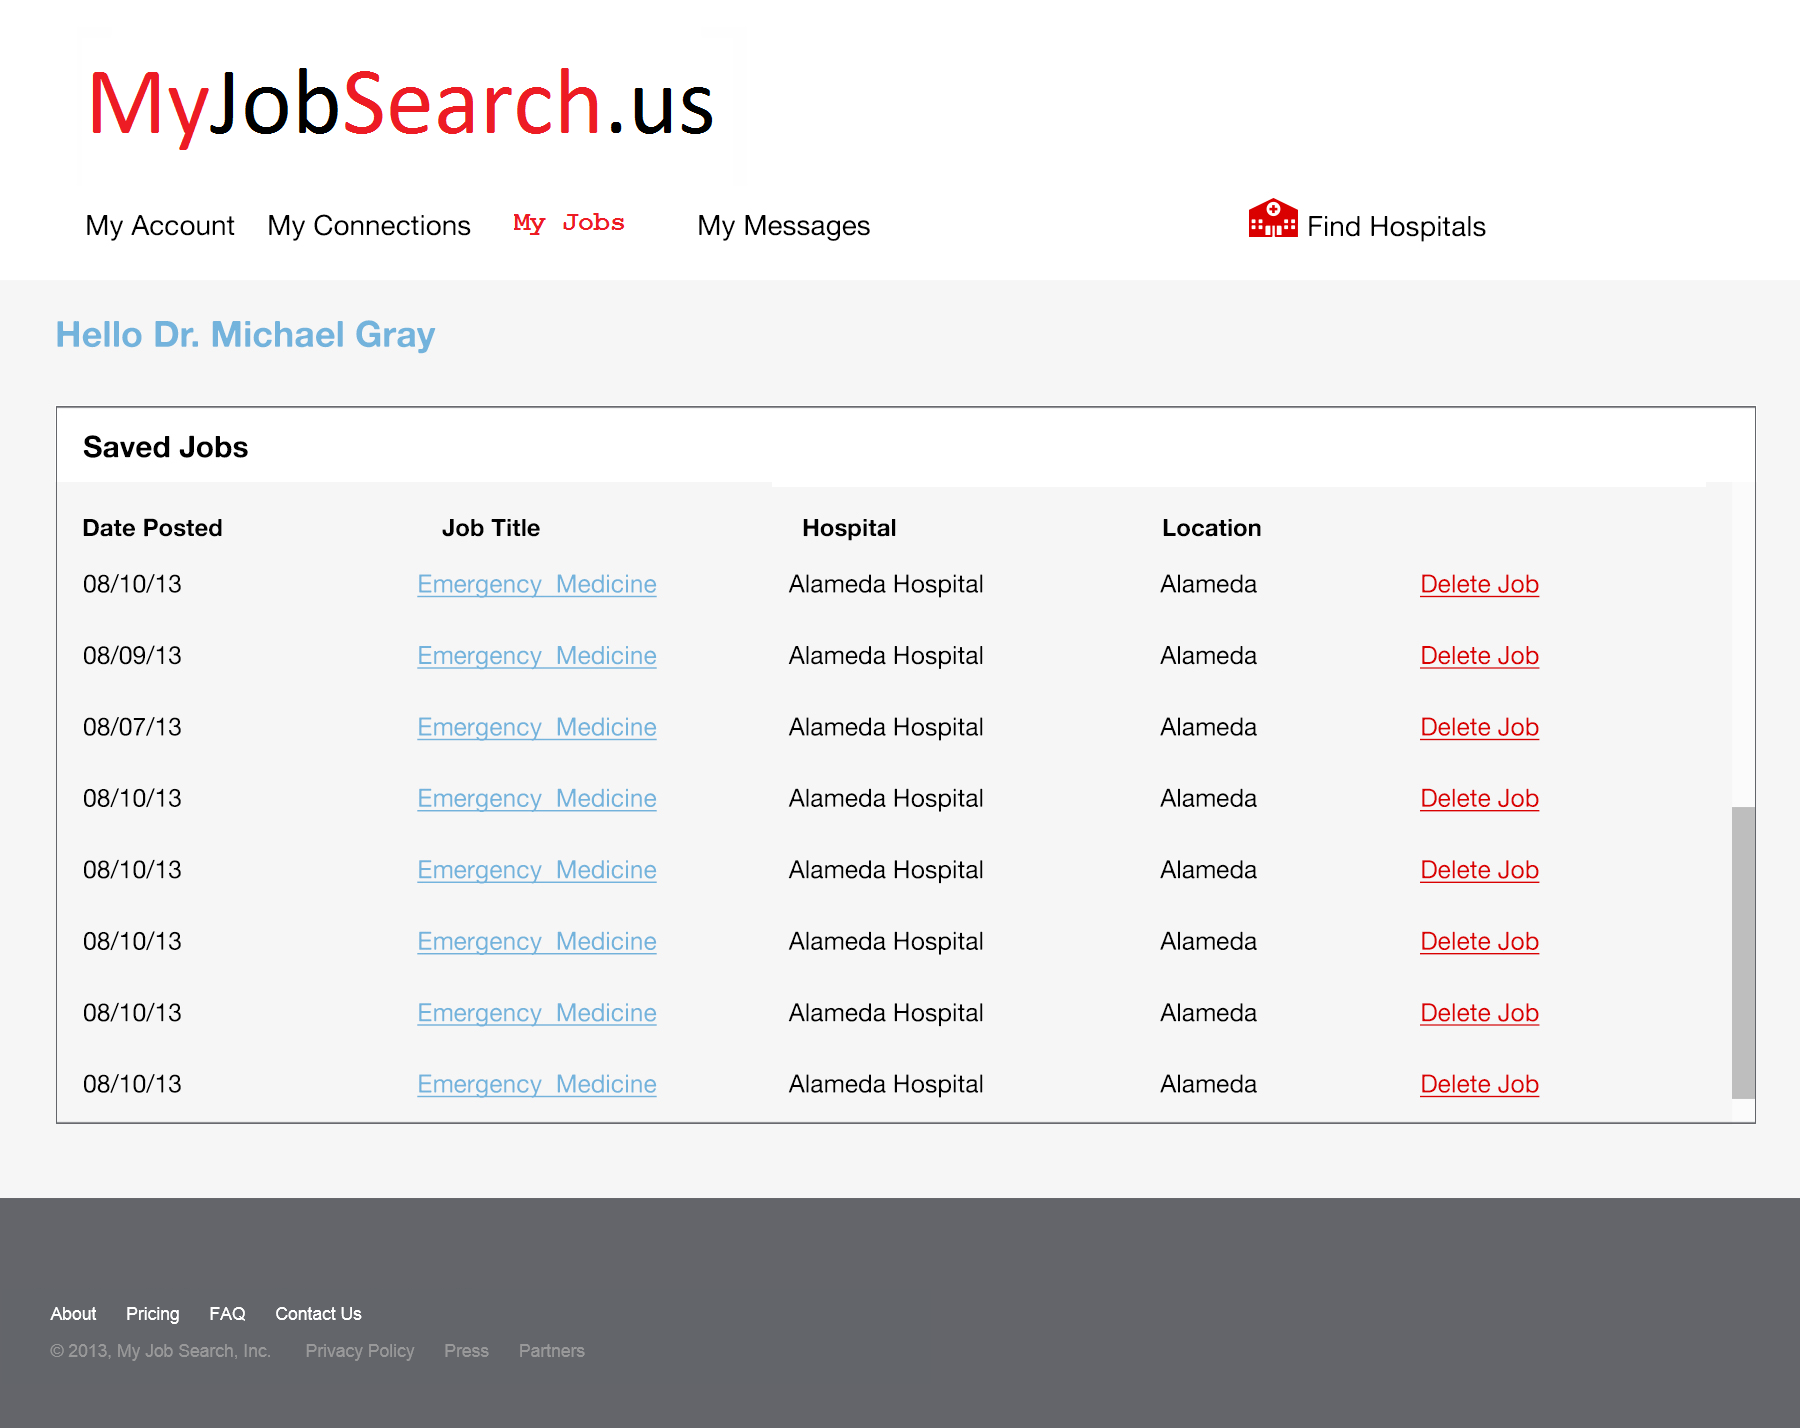 MyJobSearch.us
My Account My Connections My Jobs My Messages Find Hospitals
Hello Dr. Michael Gray
Saved Jobs
Date Posted Job Title Hospital Location
08/10/13 Emergency Medicine Alameda Hospital Alameda Delete Job
08/09/13 Emergency Medicine Alameda Hospital Alameda Delete Job
08/07/13 Emergency Medicine Alameda Hospital Alameda Delete Job
08/10/13 Emergency Medicine Alameda Hospital Alameda Delete Job
08/10/13 Emergency Medicine Alameda Hospital Alameda Delete Job
08/10/13 Emergency Medicine Alameda Hospital Alameda Delete Job
08/10/13 Emergency Medicine Alameda Hospital Alameda Delete Job
08/10/13 Emergency Medicine Alameda Hospital Alameda Delete Job
About Pricing FAQ Contact Us
© 2013, My Job Search, Inc. Privacy Policy Press Partners